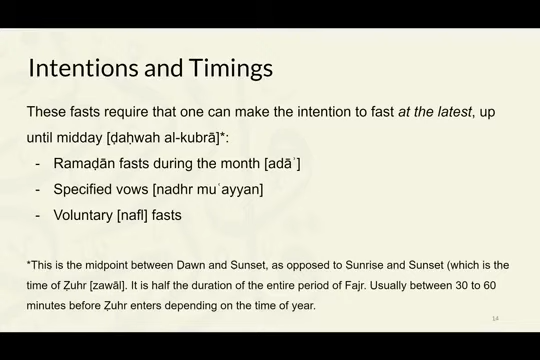 Intentions and Timings
These fasts require that one can make the intention to fast at the latest, up
until midday [ḍaḥwah al-kubrā]*:
- Ramaḍān fasts during the month [adāʾ]
- Specified vows [nadhr muʿayyan]
- Voluntary [nafl] fasts
*This is the midpoint between Dawn and Sunset, as opposed to Sunrise and Sunset (which is the
time of Ẓuhr [zawāl]. It is half the duration of the entire period of Fajr. Usually between 30 to 60
minutes before Ẓuhr enters depending on the time of year.
14